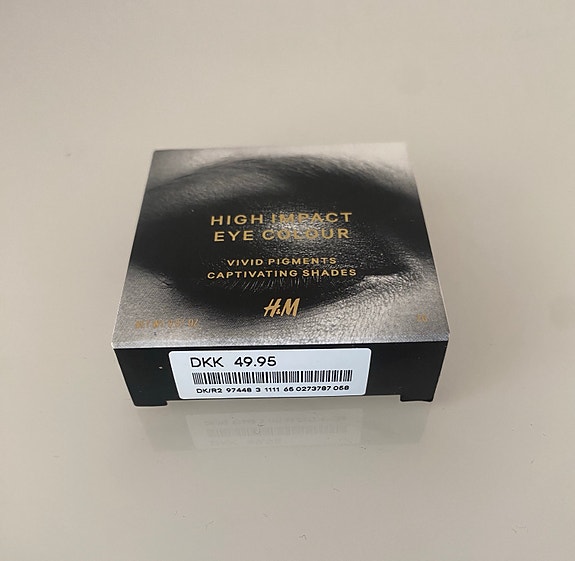 HIGH IMPACT
EYE COLOUR
VIVID PIGMENTS
CAPTIVATING SHADES
H&M
DKK 49.95
DK/R2 97448 3 1111 65 0273787 058